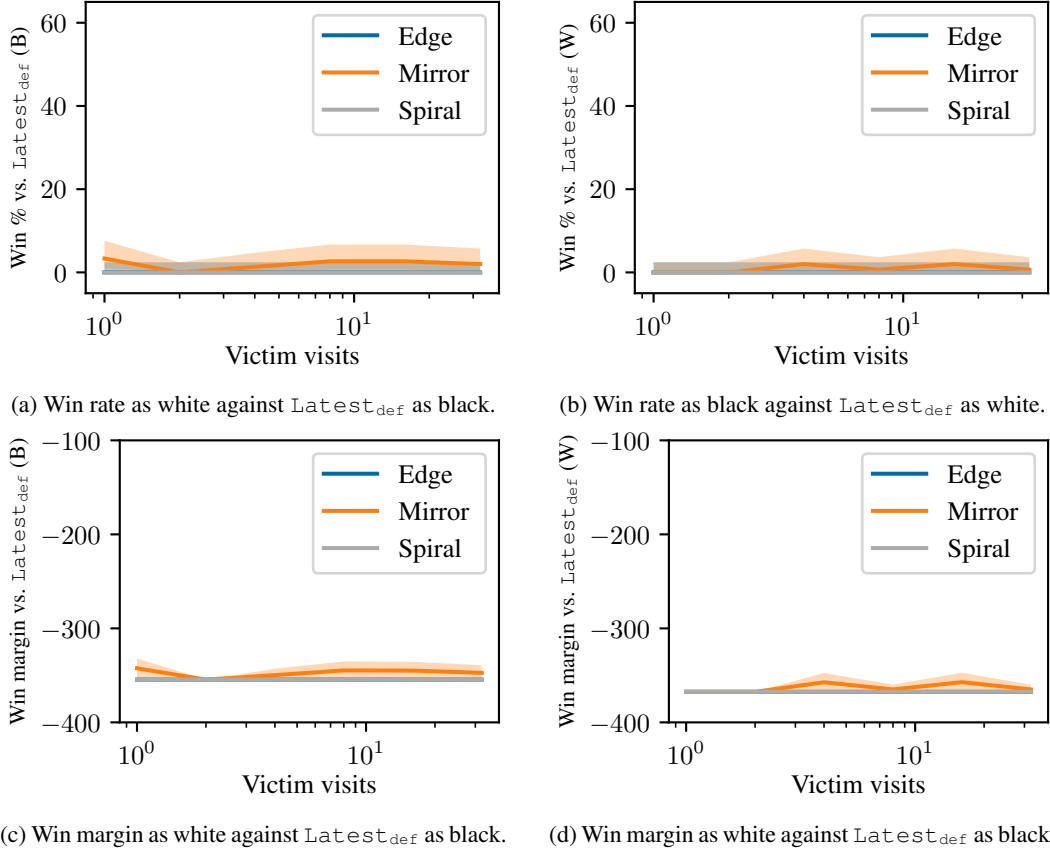 Win % vs. Latest_def (B)
60
40
20
0
Edge
Mirror
Spiral
10^0
10^1
Victim visits
(a) Win rate as white against Latest_def as black.
Win % vs. Latest_def (W)
60
40
20
0
Edge
Mirror
Spiral
10^0
10^1
Victim visits
(b) Win rate as black against Latest_def as white.
Win margin vs. Latest_def (B)
−100
−200
−300
−400
Edge
Mirror
Spiral
10^0
10^1
Victim visits
(c) Win margin as white against Latest_def as black.
Win margin vs. Latest_def (W)
−100
−200
−300
−400
Edge
Mirror
Spiral
10^0
10^1
Victim visits
(d) Win margin as white against Latest_def as black